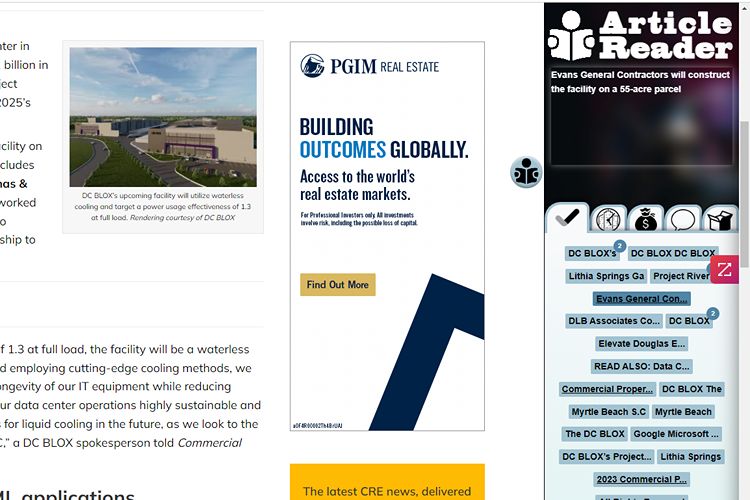 nter in
billion in
ject
2025's
acility on
cludes
nas &
worked
o
ship to
DC BLOX's upcoming facility will utilize waterless
cooling and target a power usage effectiveness of 1.3
at full load. Rendering courtesy of DC BLOX
f 1.3 at full load, the facility will be a waterless
d employing cutting-edge cooling methods, we
ongevity of our IT equipment while reducing
ur data center operations highly sustainable and
s for liquid cooling in the future, as we look to the
C," a DC BLOX spokesperson told Commercial
ML applications
PGIM REAL ESTATE
BUILDING
OUTCOMES GLOBALLY.
Access to the world's
real estate markets.
For Professional Investors only. All investments
involve risk, including the possible loss of capital.
Find Out More
The latest CRE news, delivered
Article
Reader
Evans General Contractors will construct
the facility on a 55-acre parcel
DC BLOX's 2 DC BLOX DC BLOX
Lithia Springs Ga Project River
Evans General Con...
DLB Associates Co... DC BLOX 2
Elevate Douglas E...
READ ALSO: Data C...
Commercial Proper... DC BLOX The
Myrtle Beach S.C Myrtle Beach
The DC BLOX Google Microsoft ...
DC BLOX's Project... Lithia Springs
2023 Commercial P...